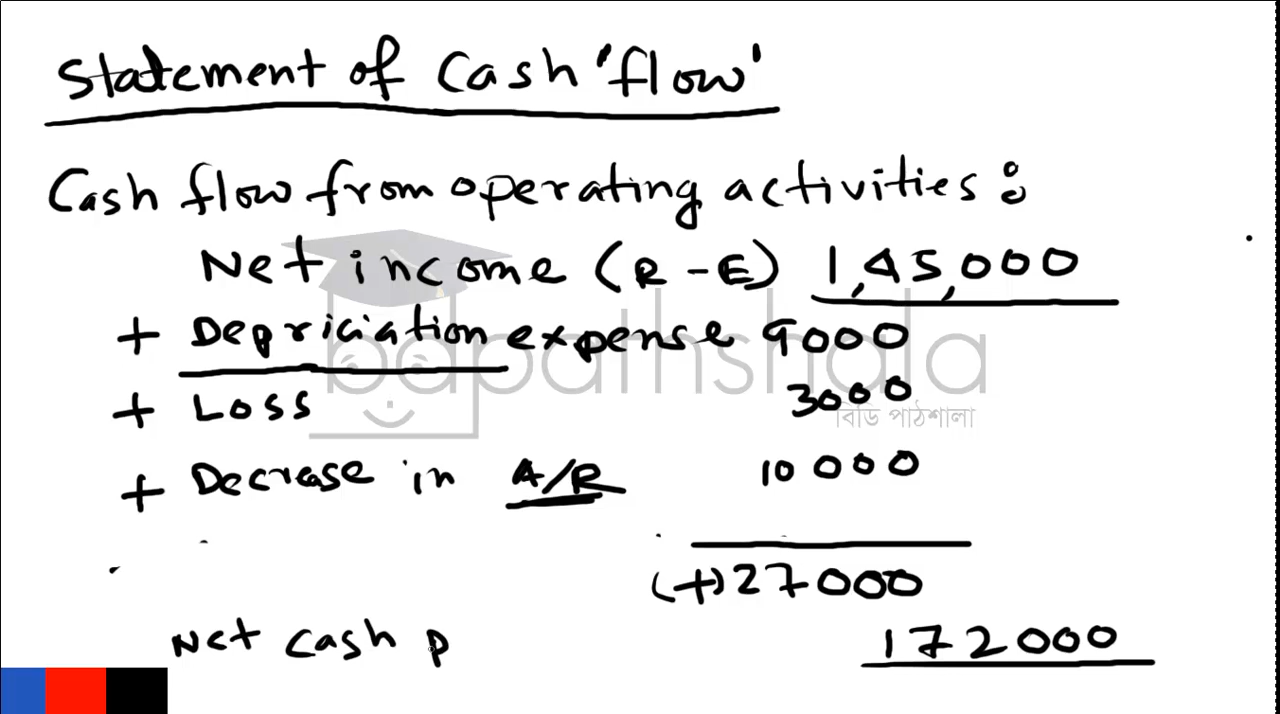 Statement of Cash 'flow'
Cash flow from operating activities :
Net income (R-E) 1,45,000
+ Depriciation expense 9000
bdpathshala
+ Loss 3000
বিডি পাঠশালা
+ Decrease in A/R 10000
(+) 27000
Net cash p 172000